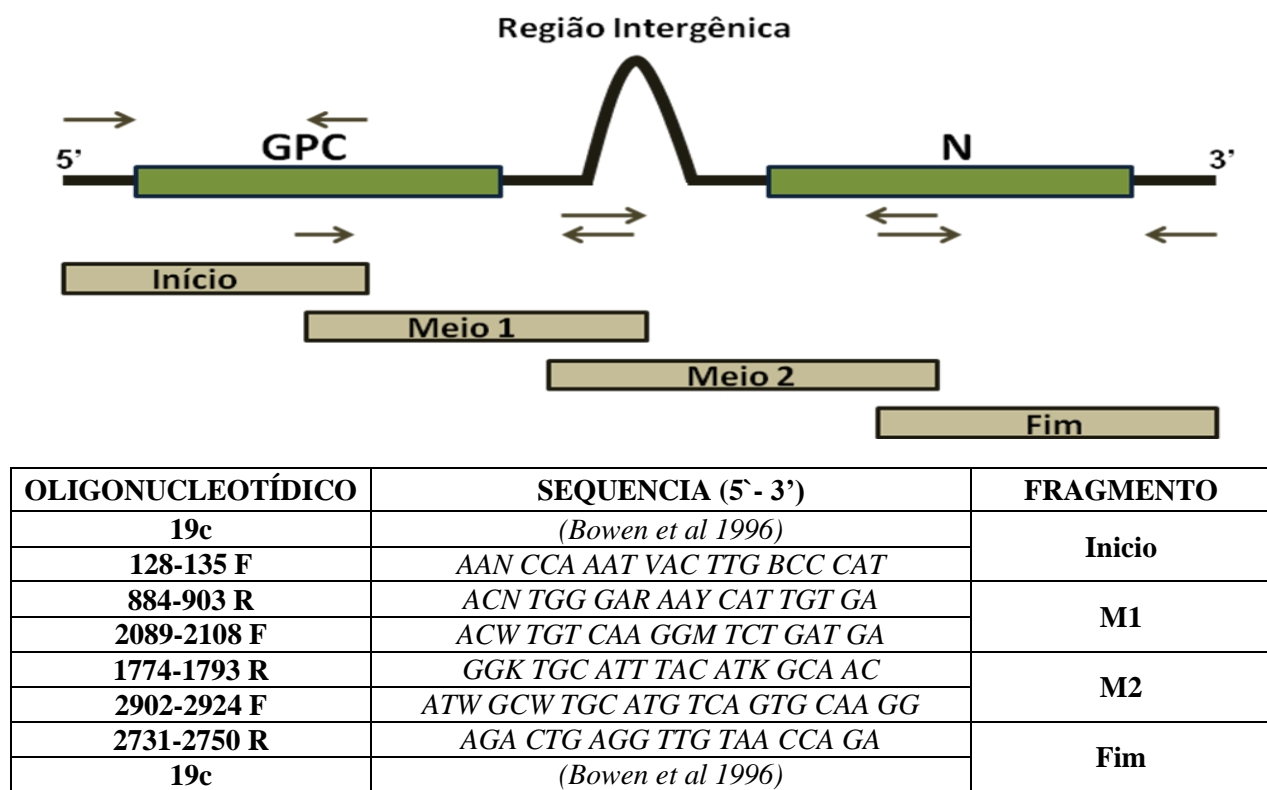 Região Intergênica
GPC
N
5’
3’
Início
Meio 1
Meio 2
Fim
OLIGONUCLEOTÍDICO SEQUENCIA (5`- 3’) FRAGMENTO
19c (Bowen et al 1996) Inicio
128-135 F AAN CCA AAT VAC TTG BCC CAT
884-903 R ACN TGG GAR AAY CAT TGT GA M1
2089-2108 F ACW TGT CAA GGM TCT GAT GA
1774-1793 R GGK TGC ATT TAC ATK GCA AC M2
2902-2924 F ATW GCW TGC ATG TCA GTG CAA GG
2731-2750 R AGA CTG AGG TTG TAA CCA GA Fim
19c (Bowen et al 1996)